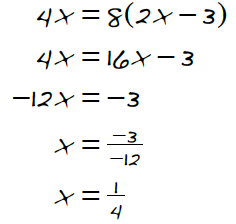 4x = 8(2x − 3)
4x = 16x − 3
−12x = −3
x = −3/−12
x = 1/4